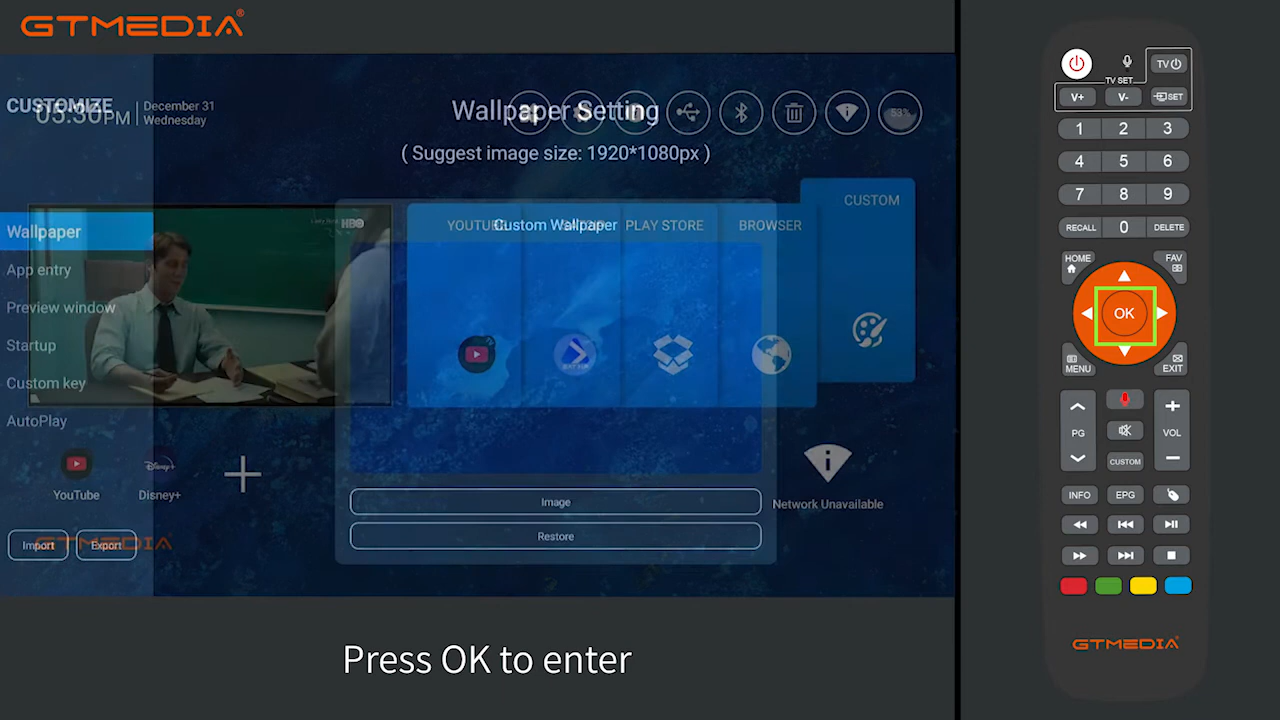 GTMEDIA®
CUSTOMIZE
05:30PM
December 31
Wednesday
Wallpaper Setting
53%
( Suggest image size: 1920*1080px )
Wallpaper
App entry
Preview window
Startup
Custom key
AutoPlay
HBO
YOUTUBE
Custom Wallpaper
PLAY STORE
BROWSER
CUSTOM
YouTube
Disney+
Disney+
Network Unavailable
Image
Restore
Import
Export
GTMEDIA
Press OK to enter
TV
TV SET
V+
V-
SET
1
2
3
4
5
6
7
8
9
RECALL
0
DELETE
HOME
FAV
OK
MENU
EXIT
PG
VOL
CUSTOM
INFO
EPG
GTMEDIA®